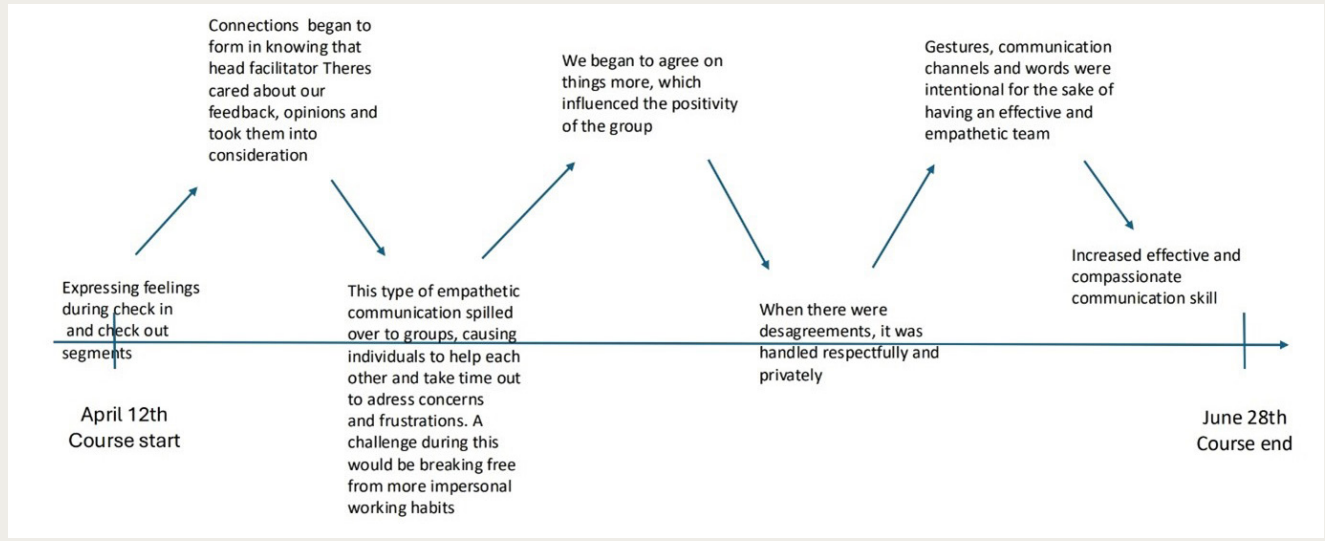 Expressing feelings
during check in
and check out
segments
April 12th
Course start
Connections began to
form in knowing that
head facilitator Theres
cared about our
feedback, opinions and
took them into
consideration
This type of empathetic
communication spilled
over to groups, causing
individuals to help each
other and take time out
to adress concerns
and frustrations. A
challenge during this
would be breaking free
from more impersonal
working habits
We began to agree on
things more, which
influenced the positivity
of the group
When there were
desagreements, it was
handled respectfully and
privately
Gestures, communication
channels and words were
intentional for the sake of
having an effective and
empathetic team
Increased effective and
compassionate
communication skill
June 28th
Course end